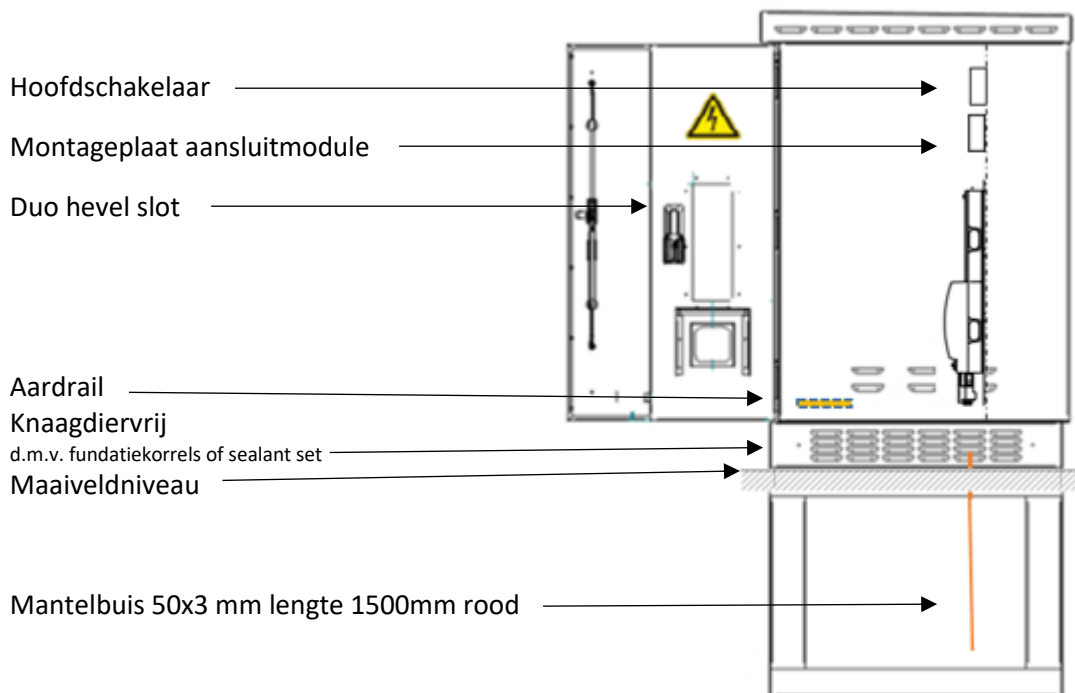 Hoofdschakelaar
Montageplaat aansluitmodule
Duo hevel slot
Aardrail
Knaagdiervrij
d.m.v. fundatiekorrels of sealant set
Maaiveldniveau
Mantelbuis 50x3 mm lengte 1500mm rood